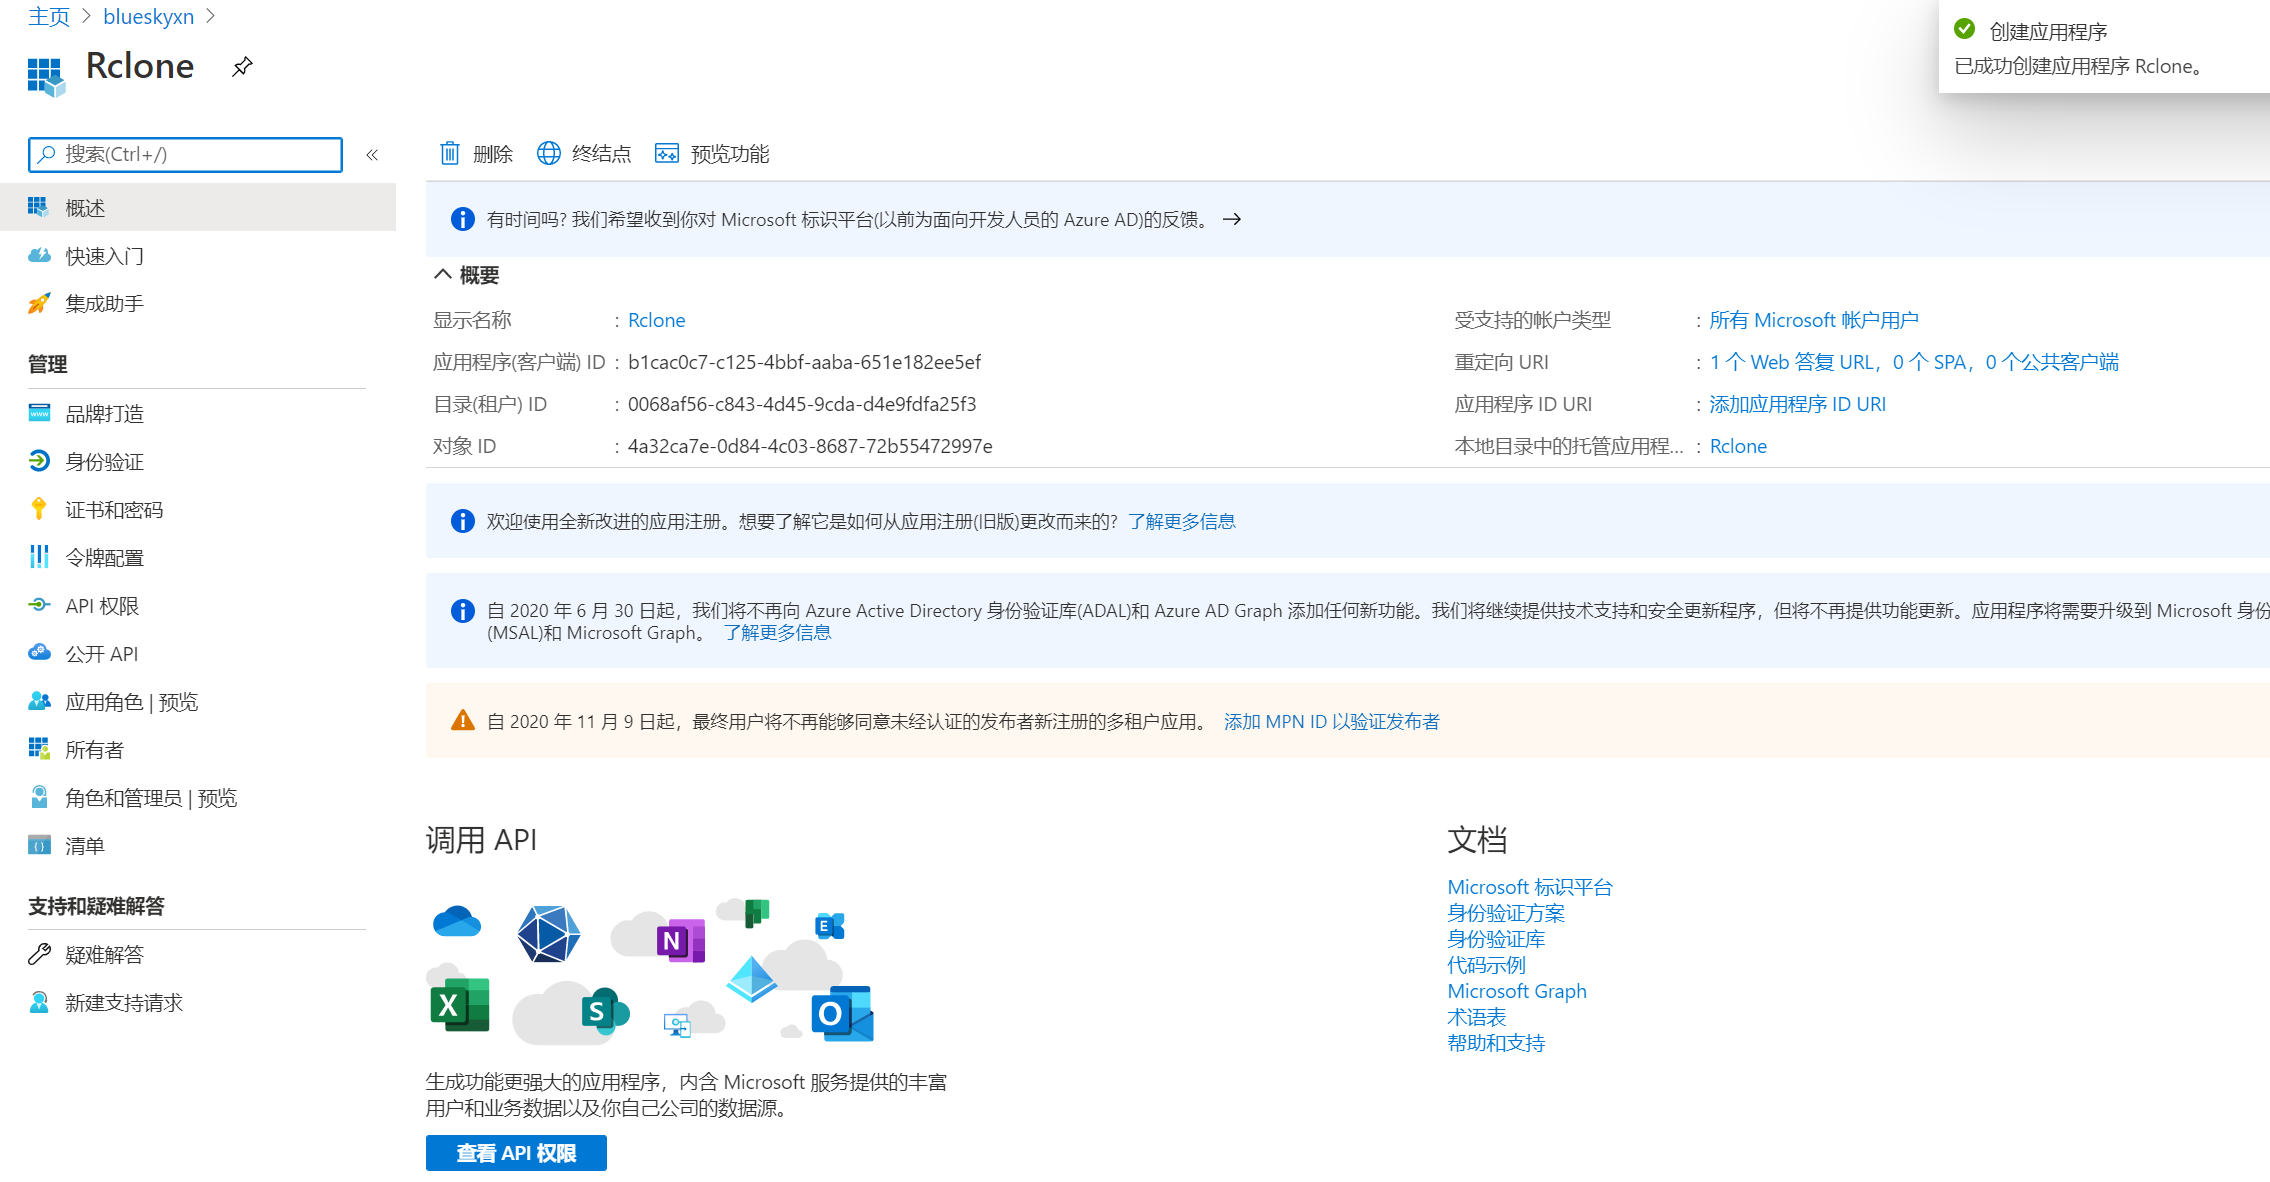 主页 > blueskyxn >
Rclone
创建应用程序
已成功创建应用程序 Rclone。
搜索(Ctrl+/)
«
概述
快速入门
集成助手
管理
品牌打造
身份验证
证书和密码
令牌配置
API 权限
公开 API
应用角色 | 预览
所有者
角色和管理员 | 预览
清单
支持和疑难解答
疑难解答
新建支持请求
删除 终结点 预览功能
有时间吗? 我们希望收到你对 Microsoft 标识平台(以前为面向开发人员的 Azure AD)的反馈。 →
概要
显示名称 : Rclone
应用程序(客户端) ID : b1cac0c7-c125-4bbf-aaba-651e182ee5ef
目录(租户) ID : 0068af56-c843-4d45-9cda-d4e9fdfa25f3
对象 ID : 4a32ca7e-0d84-4c03-8687-72b55472997e
受支持的帐户类型 : 所有 Microsoft 帐户用户
重定向 URI : 1 个 Web 答复 URL，0 个 SPA，0 个公共客户端
应用程序 ID URI : 添加应用程序 ID URI
本地目录中的托管应用程... : Rclone
欢迎使用全新改进的应用注册。想要了解它是如何从应用注册(旧版)更改而来的? 了解更多信息
自 2020 年 6 月 30 日起，我们将不再向 Azure Active Directory 身份验证库(ADAL)和 Azure AD Graph 添加任何新功能。我们将继续提供技术支持和安全更新程序，但将不再提供功能更新。应用程序将需要升级到 Microsoft 身份
(MSAL)和 Microsoft Graph。 了解更多信息
自 2020 年 11 月 9 日起，最终用户将不再能够同意未经认证的发布者新注册的多租户应用。 添加 MPN ID 以验证发布者
调用 API
N
E
X
S
O
生成功能更强大的应用程序，内含 Microsoft 服务提供的丰富
用户和业务数据以及你自己公司的数据源。
查看 API 权限
文档
Microsoft 标识平台
身份验证方案
身份验证库
代码示例
Microsoft Graph
术语表
帮助和支持